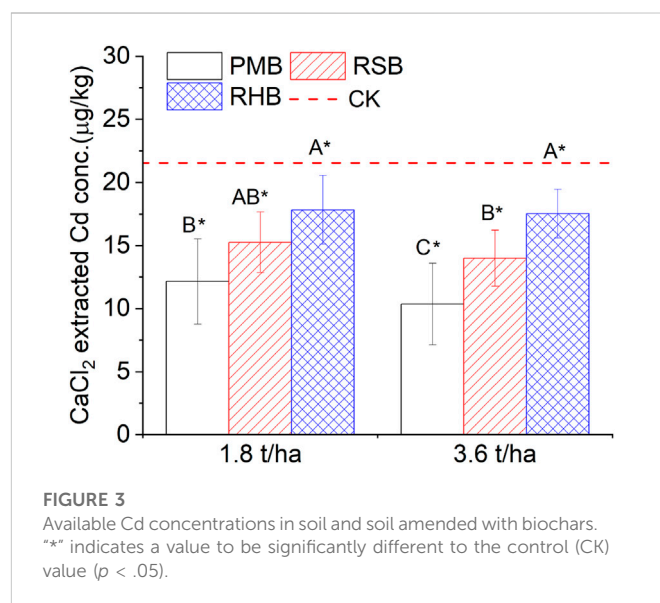 30
25
20
15
10
5
0
CaCl₂ extracted Cd conc.(μg/kg)
PMB RSB
RHB CK
B* AB* A*
C* B* A*
1.8 t/ha 3.6 t/ha
FIGURE 3
Available Cd concentrations in soil and soil amended with biochars.
“*” indicates a value to be significantly different to the control (CK)
value (p < .05).